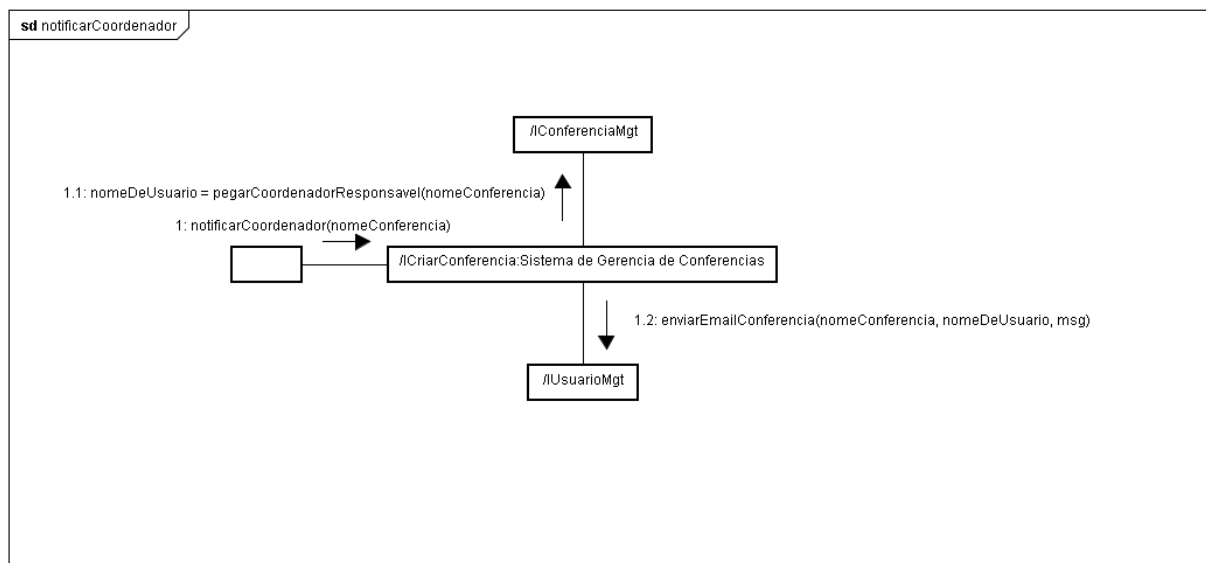 sd notificarCoordenador
/IConferenciaMgt
1.1: nomeDeUsuario = pegarCoordenadorResponsavel(nomeConferencia)
1: notificarCoordenador(nomeConferencia)
/ICriarConferencia:Sistema de Gerencia de Conferencias
1.2: enviarEmailConferencia(nomeConferencia, nomeDeUsuario, msg)
/IUsuarioMgt